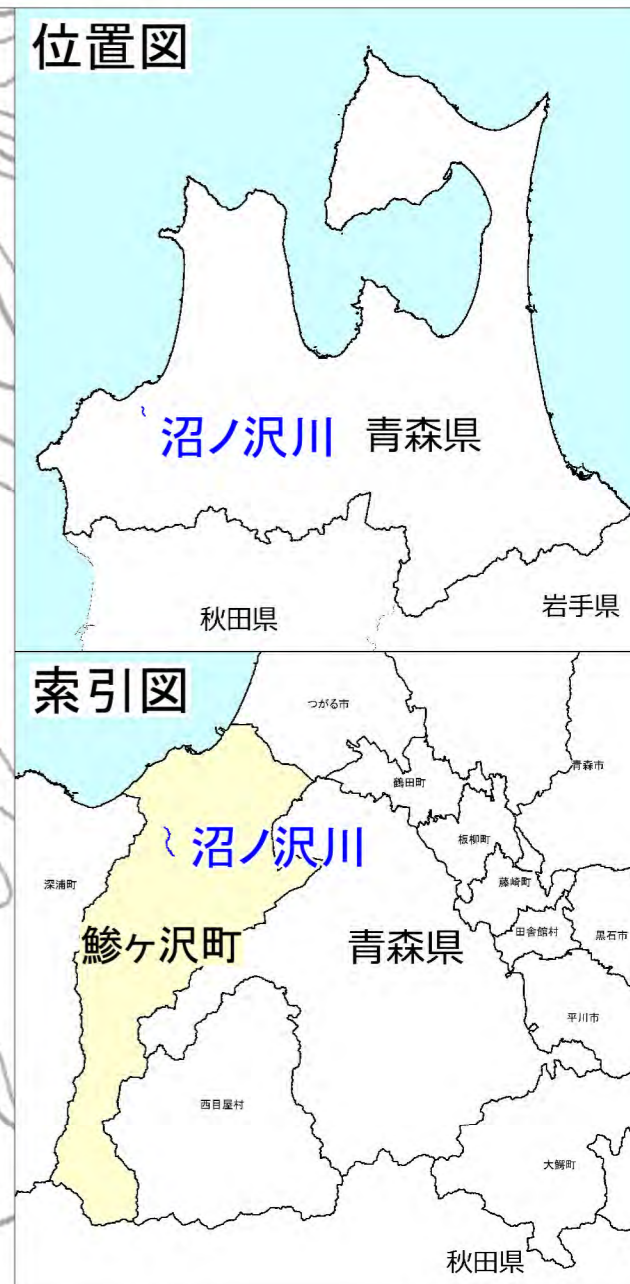 位置図
沼ノ沢川 青森県
秋田県
岩手県
索引図
つがる市
鶴田町
青森市
板柳町
沼ノ沢川
深浦町
藤崎町
田舎館村
黒石市
鰺ヶ沢町
青森県
平川市
西目屋村
大鰐町
秋田県